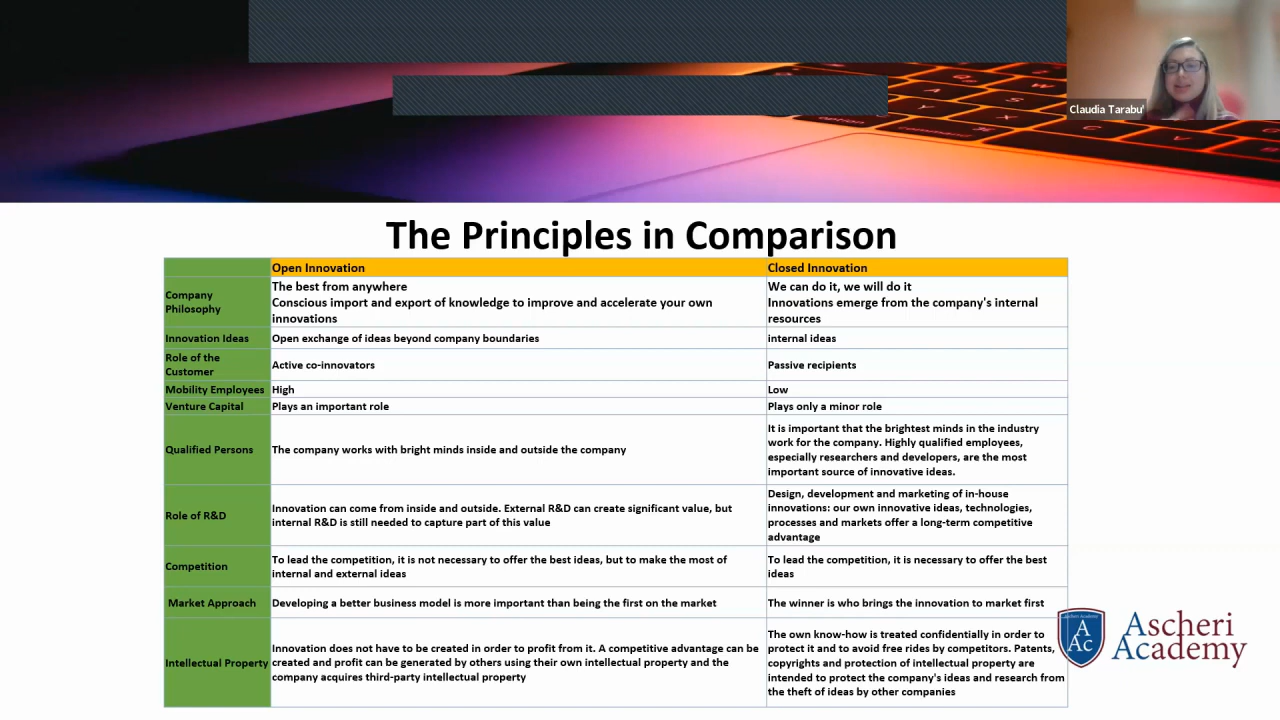 Claudia Tarabu'
option
command
The Principles in Comparison
Open Innovation Closed Innovation
Company
Philosophy
The best from anywhere
Conscious import and export of knowledge to improve and accelerate your own
innovations
We can do it, we will do it
Innovations emerge from the company's internal
resources
Innovation Ideas Open exchange of ideas beyond company boundaries internal ideas
Role of the
Customer
Active co-innovators Passive recipients
Mobility Employees High Low
Venture Capital Plays an important role Plays only a minor role
Qualified Persons
The company works with bright minds inside and outside the company
It is important that the brightest minds in the industry
work for the company. Highly qualified employees,
especially researchers and developers, are the most
important source of innovative ideas.
Role of R&D
Innovation can come from inside and outside. External R&D can create significant value, but
internal R&D is still needed to capture part of this value
Design, development and marketing of in-house
innovations: our own innovative ideas, technologies,
processes and markets offer a long-term competitive
advantage
Competition
To lead the competition, it is not necessary to offer the best ideas, but to make the most of
internal and external ideas
To lead the competition, it is necessary to offer the best
ideas
Market Approach Developing a better business model is more important than being the first on the market The winner is who brings the innovation to market first
Intellectual Property
Innovation does not have to be created in order to profit from it. A competitive advantage can be
created and profit can be generated by others using their own intellectual property and the
company acquires third-party intellectual property
The own know-how is treated confidentially in order to
protect it and to avoid free rides by competitors. Patents,
copyrights and protection of intellectual property are
intended to protect the company's ideas and research from
the theft of ideas by other companies
A
Ac
Ascheri
Academy